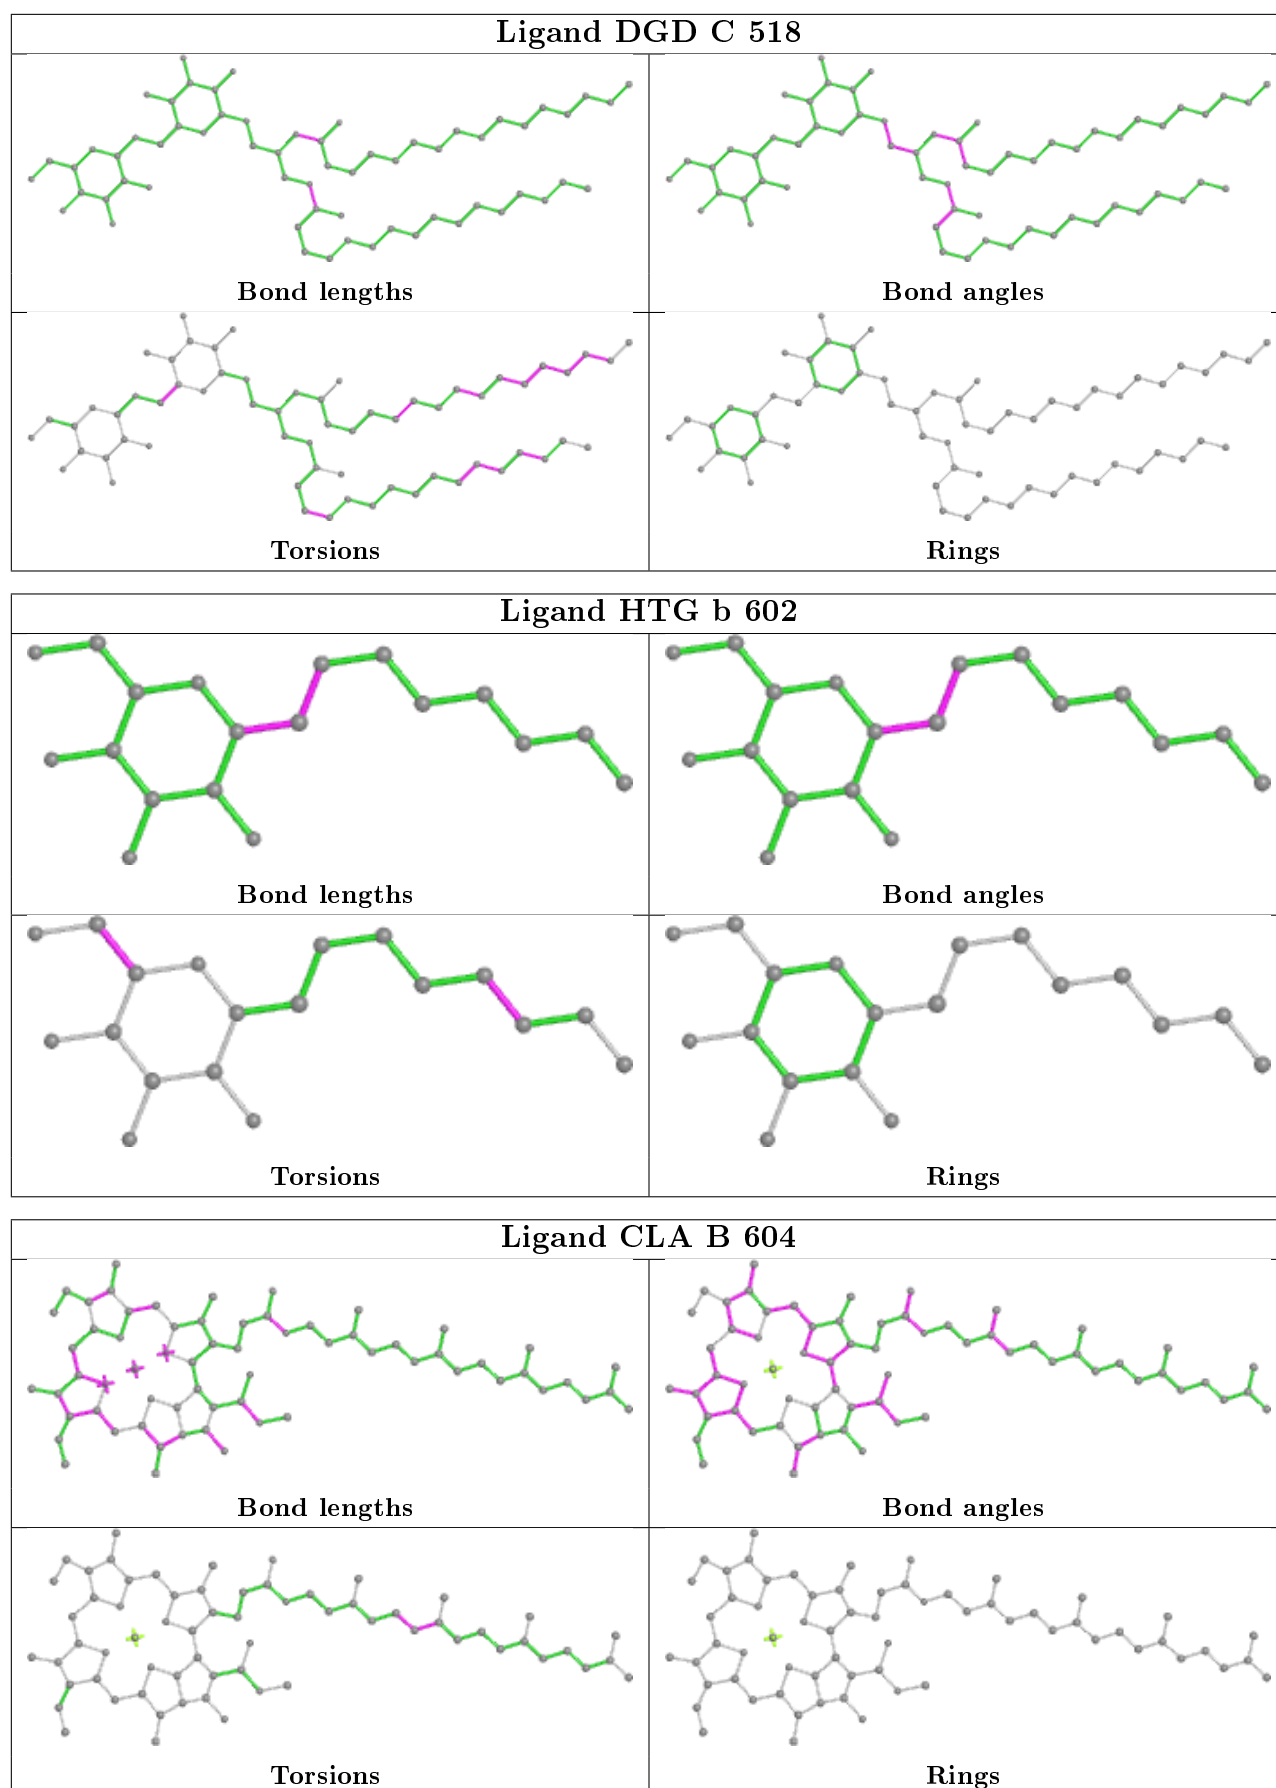 Ligand DGD C 518
Bond lengths
Bond angles
Torsions
Rings
Ligand HTG b 602
Bond lengths
Bond angles
Torsions
Rings
Ligand CLA B 604
Bond lengths
Bond angles
Torsions
Rings